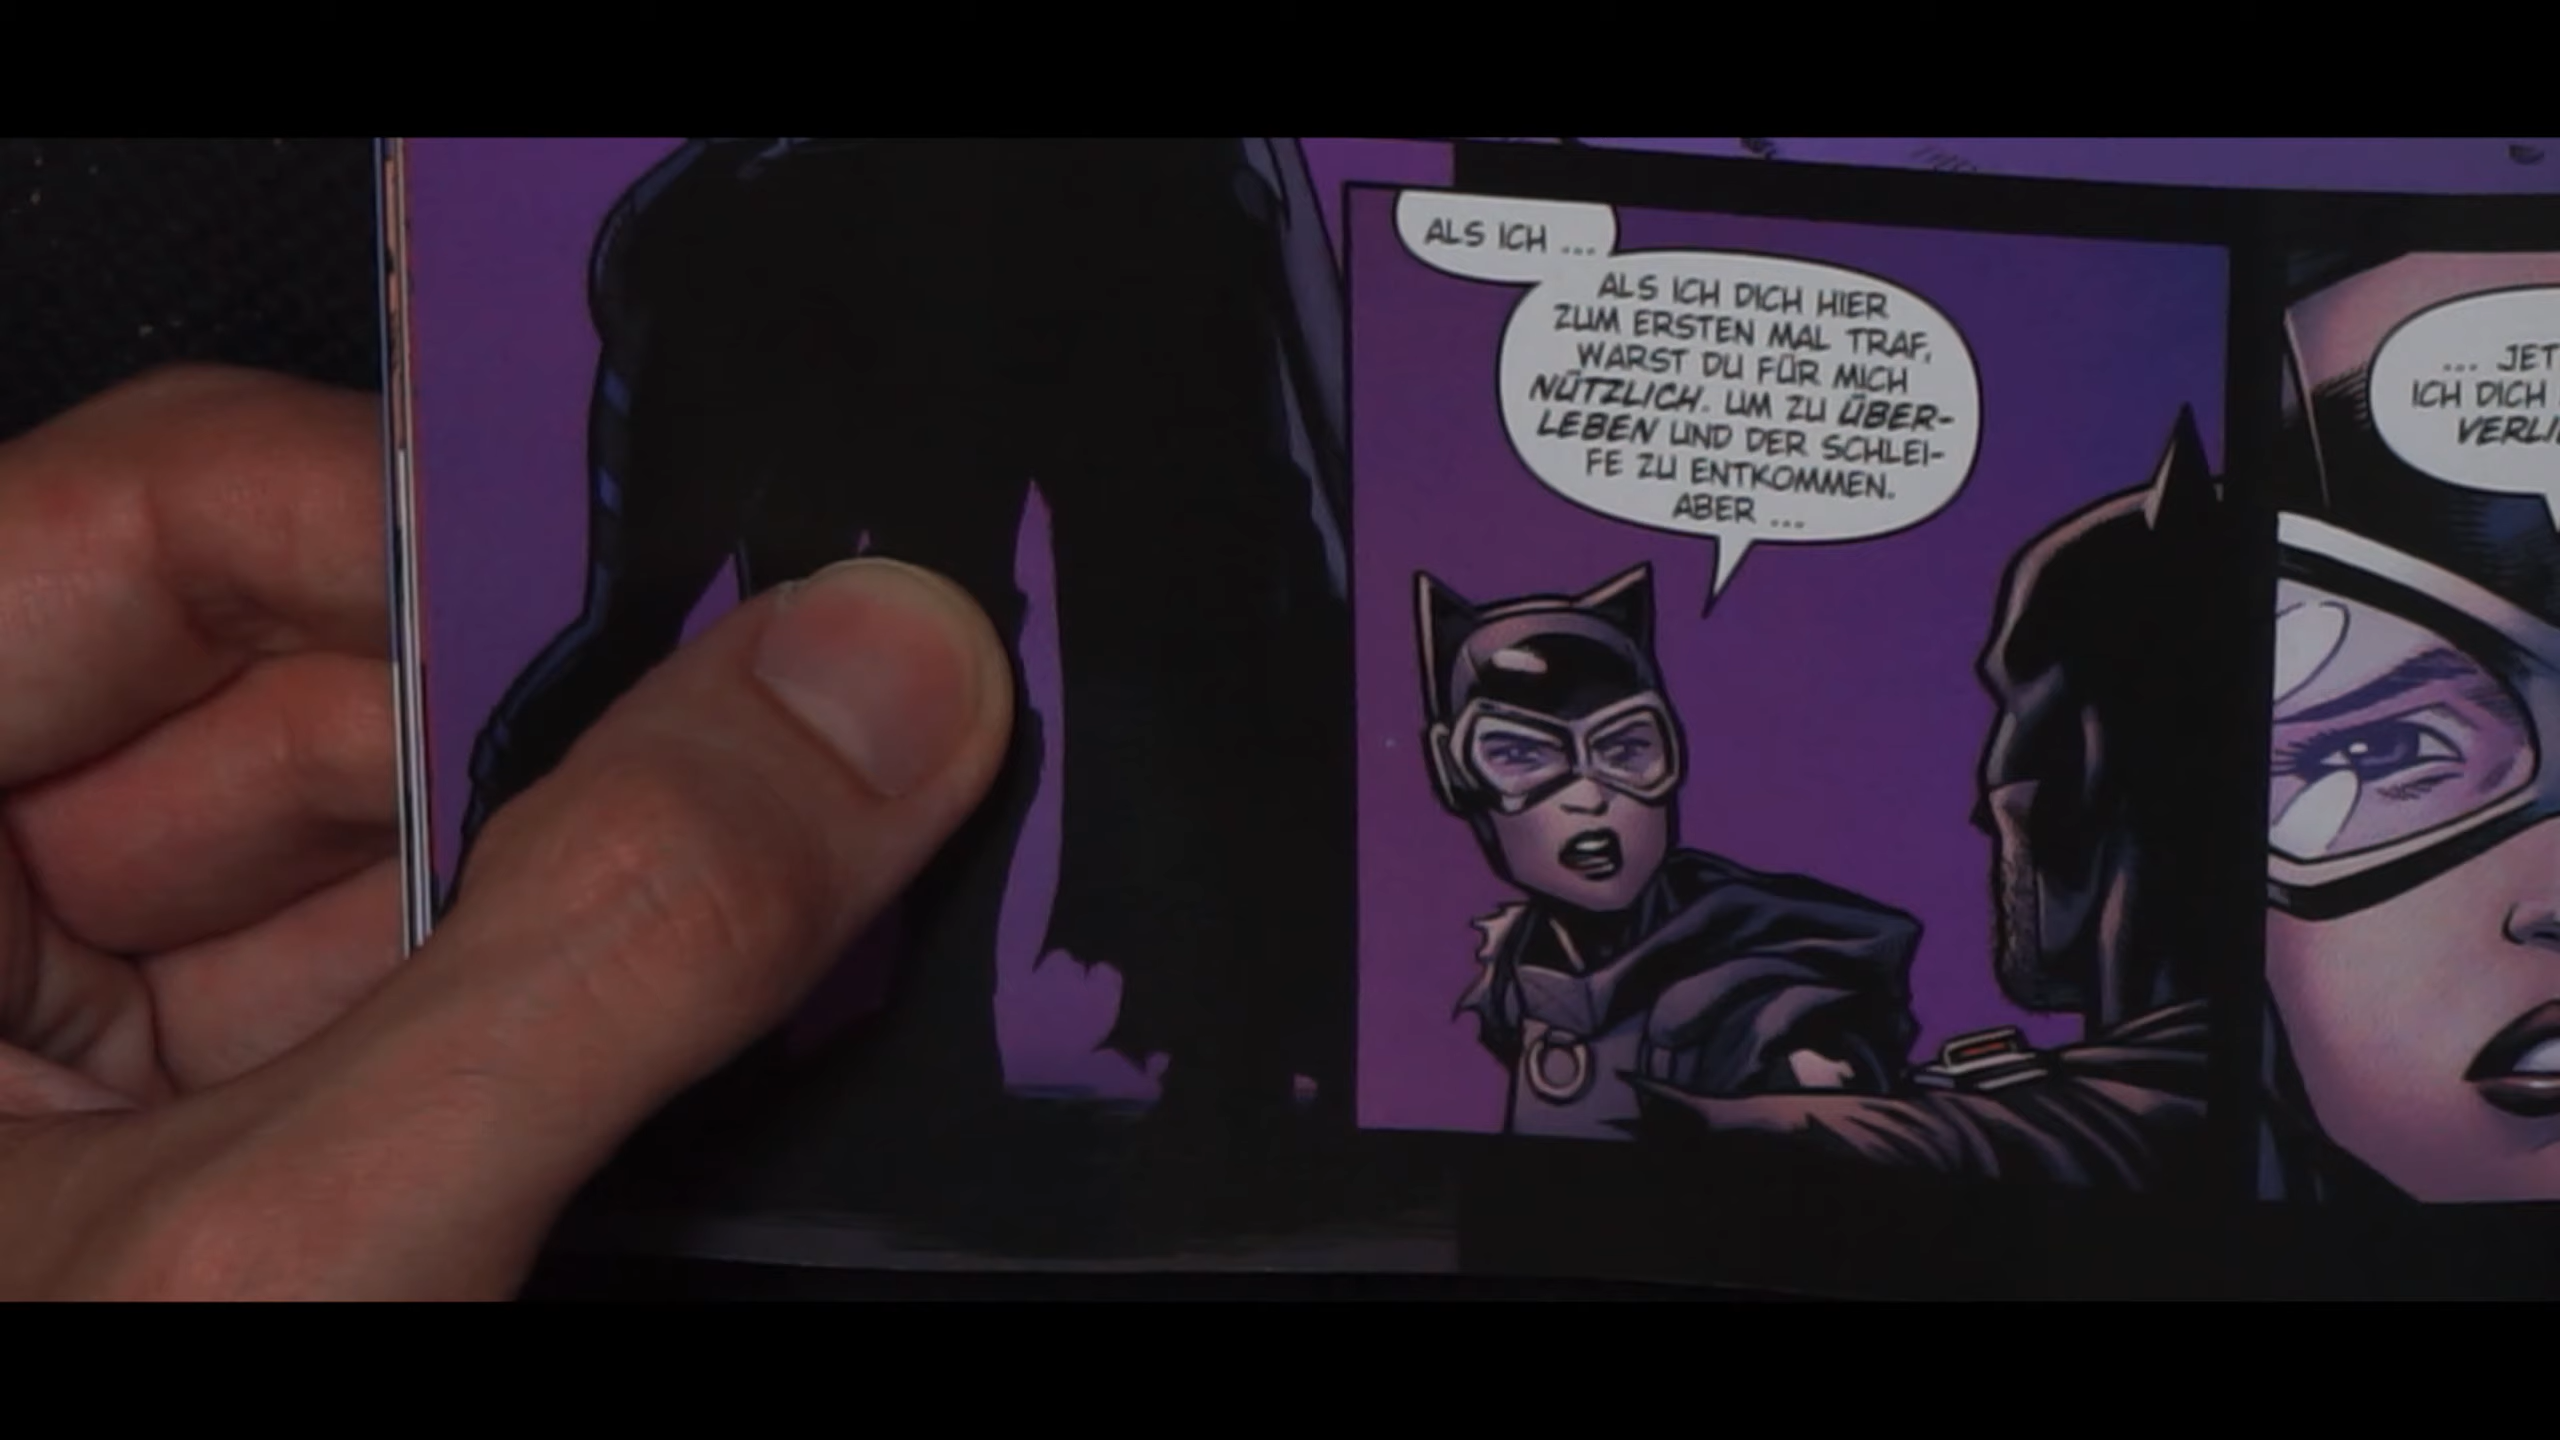 ALS ICH ...
ALS ICH DICH HIER
ZUM ERSTEN MAL TRAF,
WARST DU FÜR MICH
NÜTZLICH. UM ZU ÜBER-
LEBEN UND DER SCHLEI-
FE ZU ENTKOMMEN.
ABER ...
... JET
ICH DICH
VERLI